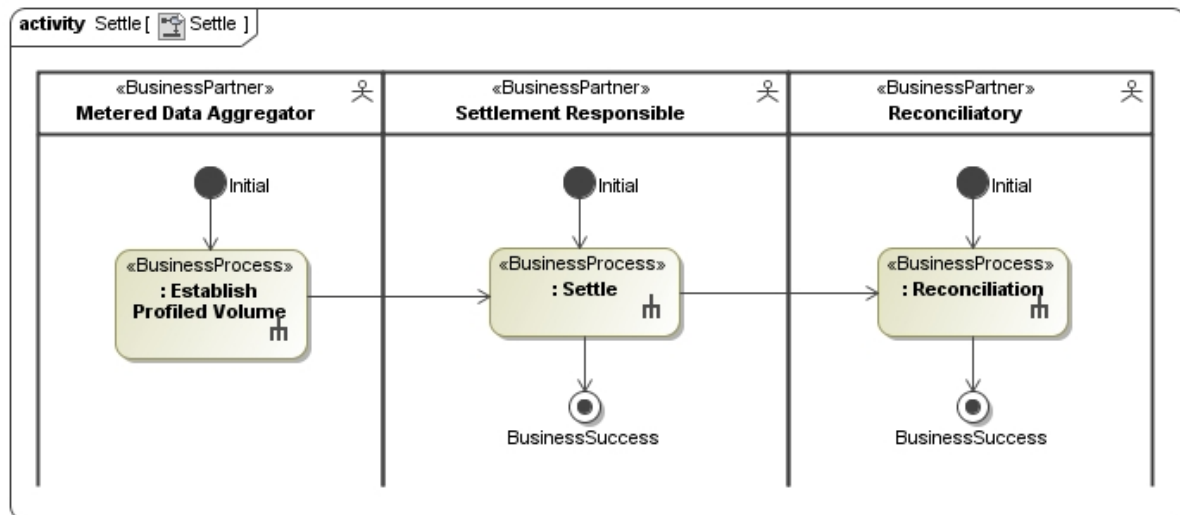 activity Settle [ Settle ]
«BusinessPartner»
Metered Data Aggregator
«BusinessPartner»
Settlement Responsible
«BusinessPartner»
Reconciliatory
Initial
Initial
Initial
«BusinessProcess»
: Establish
Profiled Volume
«BusinessProcess»
: Settle
«BusinessProcess»
: Reconciliation
BusinessSuccess
BusinessSuccess